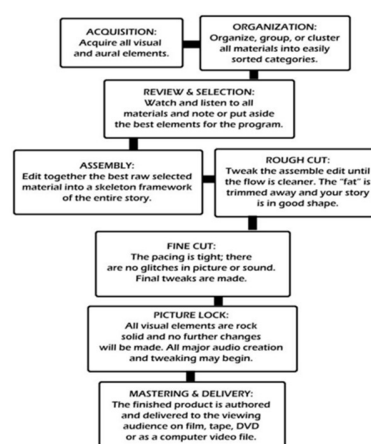 ACQUISITION:
Acquire all visual
and aural elements.
ORGANIZATION:
Organize, group, or cluster
all materials into easily
sorted categories.
REVIEW & SELECTION:
Watch and listen to all
materials and note or put aside
the best elements for the program.
ASSEMBLY:
Edit together the best raw selected
material into a skeleton framework
of the entire story.
ROUGH CUT:
Tweak the assemble edit until
the flow is cleaner. The "fat" is
trimmed away and your story
is in good shape.
FINE CUT:
The pacing is tight; there
are no glitches in picture or sound.
Final tweaks are made.
PICTURE LOCK:
All visual elements are rock
solid and no further changes
will be made. All major audio creation
and tweaking may begin.
MASTERING & DELIVERY:
The finished product is authored
and delivered to the viewing
audience on film, tape, DVD
or as a computer video file.